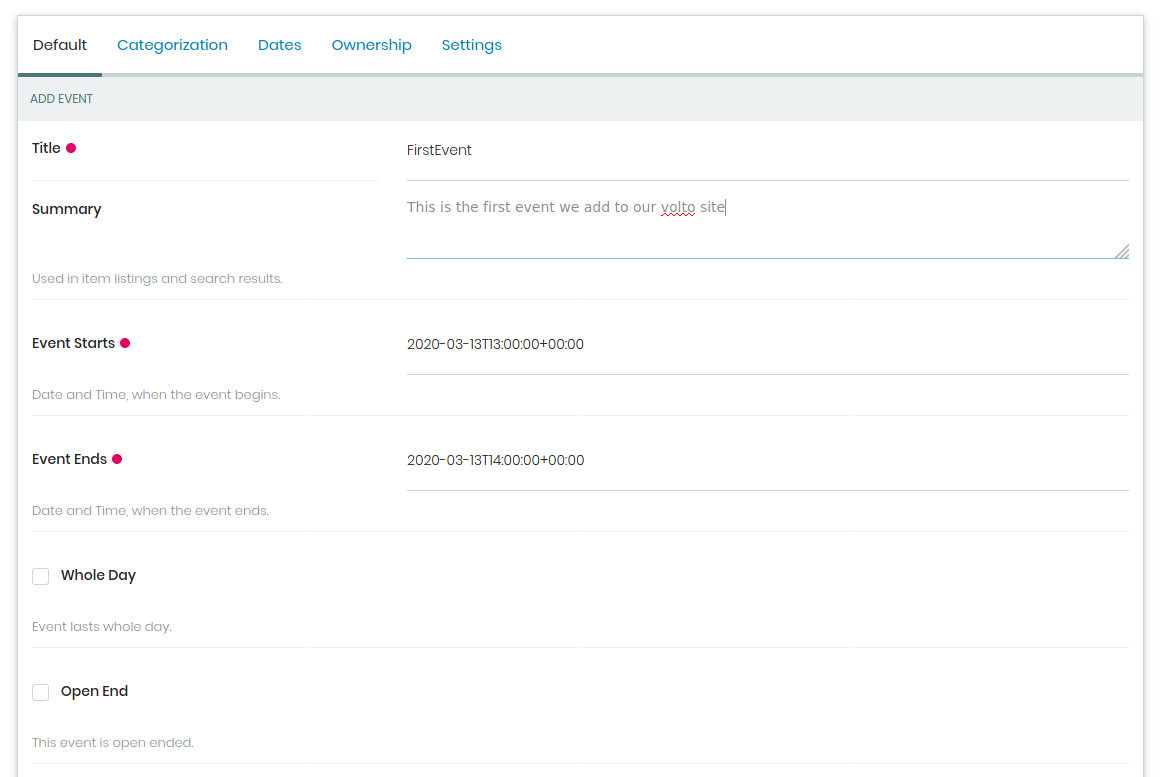 Default Categorization Dates Ownership Settings
ADD EVENT
Title
FirstEvent
Summary
This is the first event we add to our volto site
Used in item listings and search results.
Event Starts
2020-03-13T13:00:00+00:00
Date and Time, when the event begins.
Event Ends
2020-03-13T14:00:00+00:00
Date and Time, when the event ends.
Whole Day
Event lasts whole day.
Open End
This event is open ended.